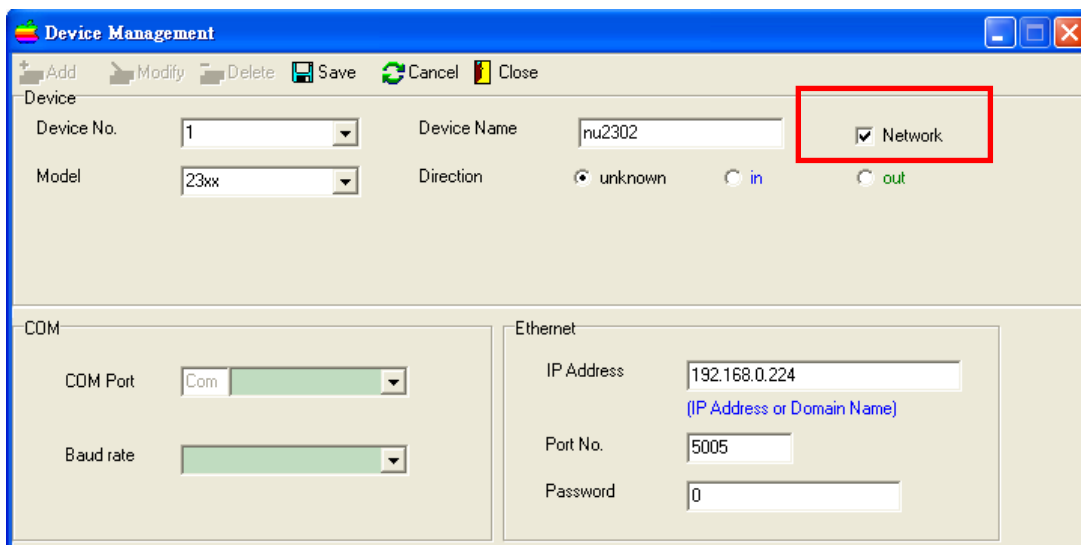 Device Management
Add Modify Delete Save Cancel Close
Device
Device No. 1 Device Name nu2302 Network
Model 23xx Direction unknown in out
COM Ethernet
IP Address 192.168.0.224
COM Port Com
(IP Address or Domain Name)
Port No. 5005
Baud rate
Password 0